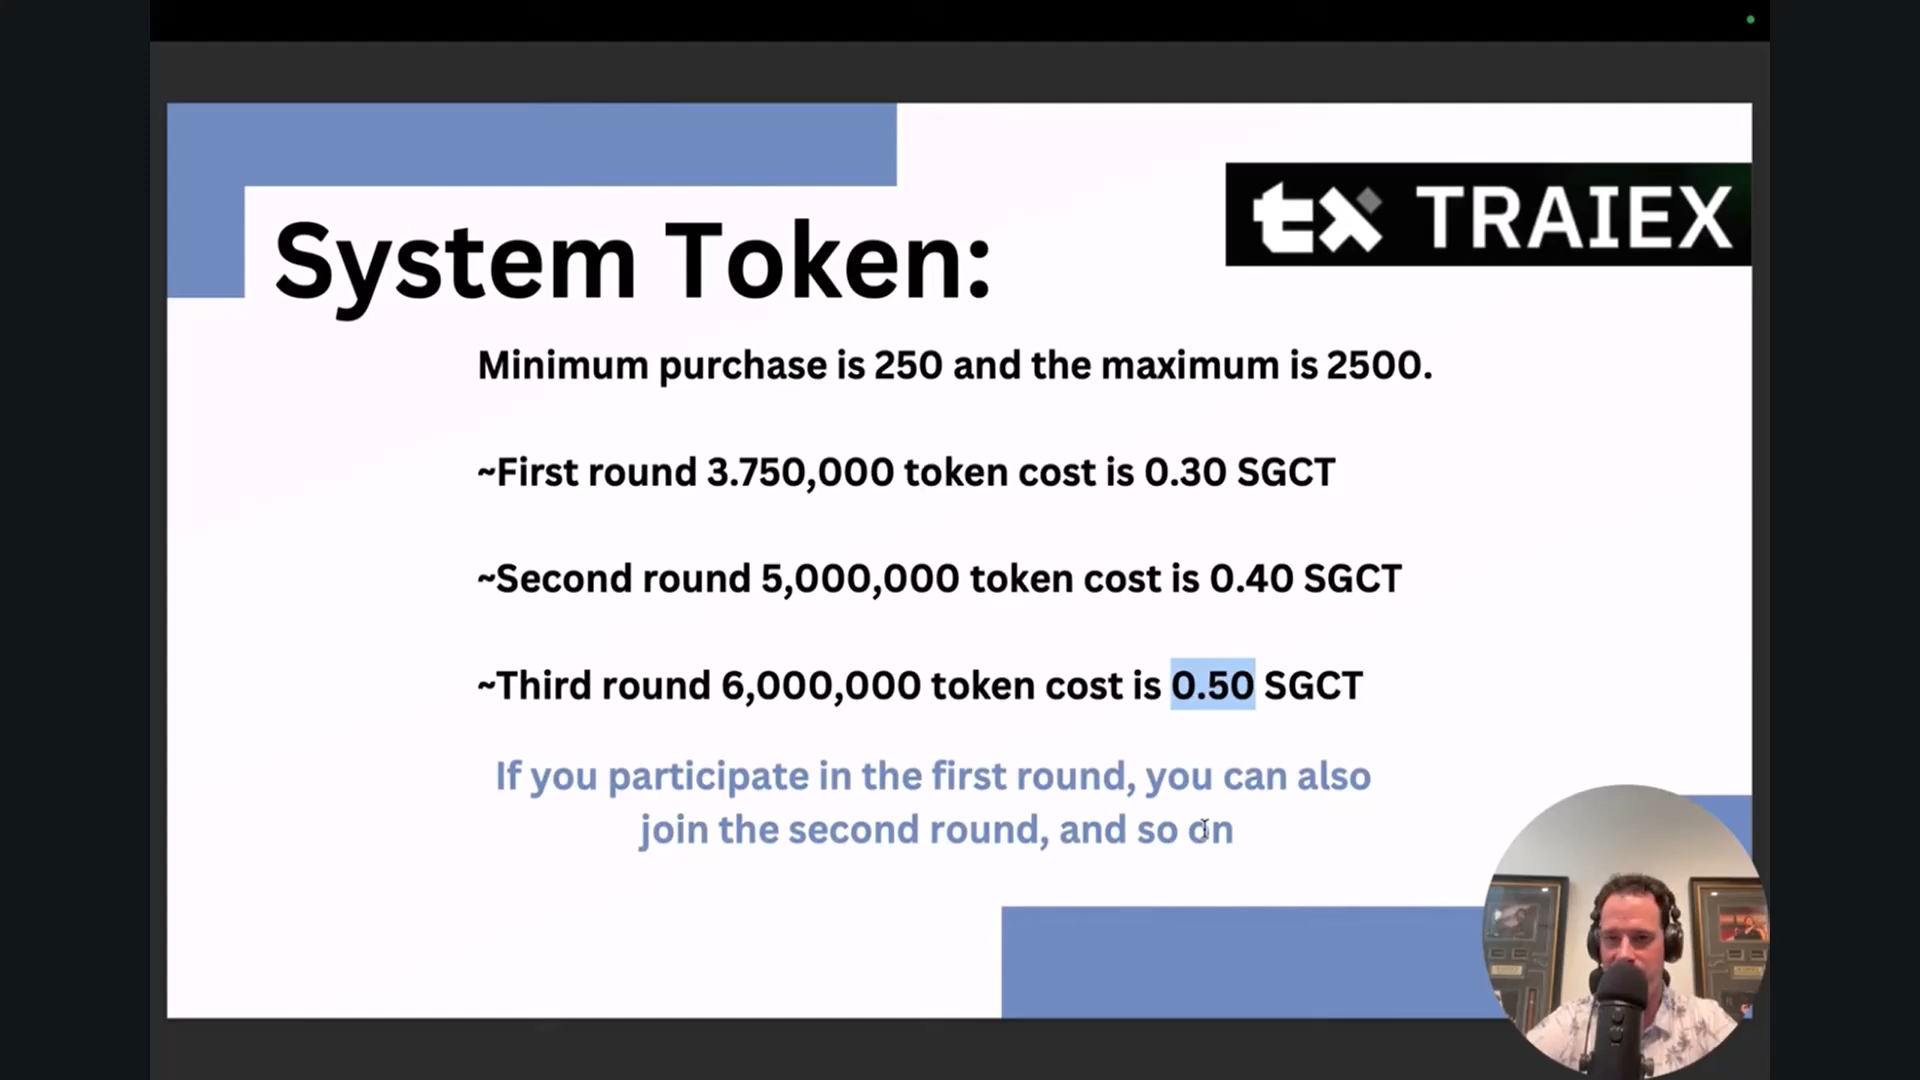 tx TRAIEX
System Token:
Minimum purchase is 250 and the maximum is 2500.
~First round 3.750,000 token cost is 0.30 SGCT
~Second round 5,000,000 token cost is 0.40 SGCT
~Third round 6,000,000 token cost is 0.50 SGCT
If you participate in the first round, you can also
join the second round, and so on